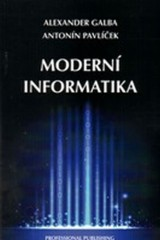 ALEXANDER GALBA
ANTONÍN PAVLÍČEK
MODERNÍ
INFORMATIKA
PROFESSIONAL PUBLISHING